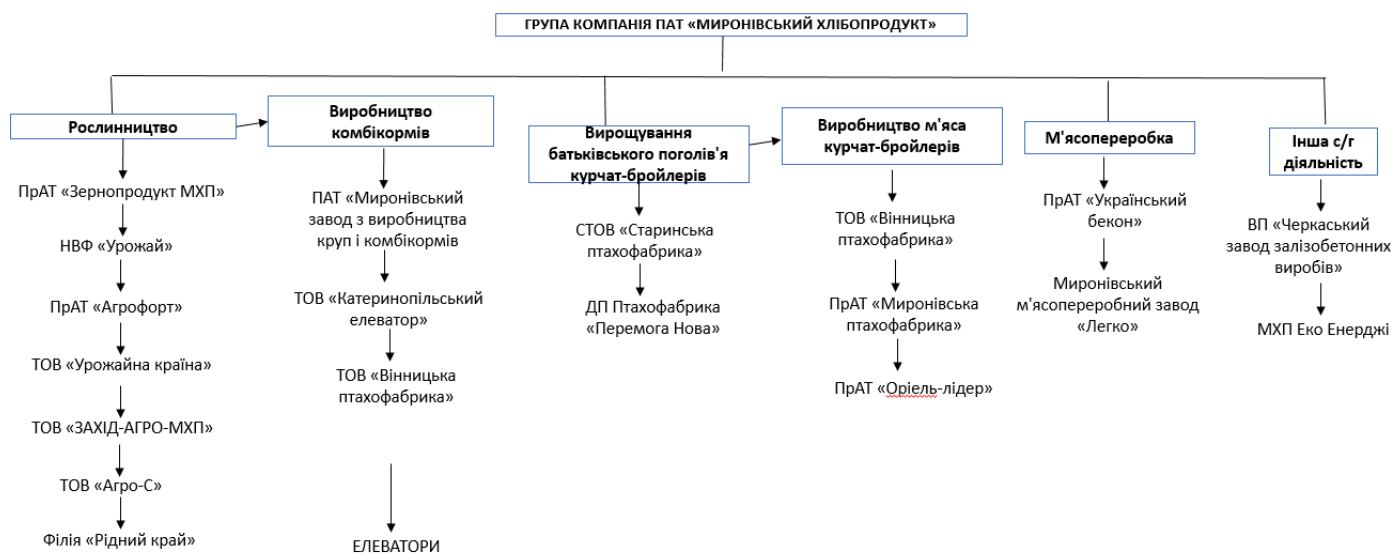 ГРУПА КОМПАНІЯ ПАТ «МИРОНІВСЬКИЙ ХЛІБОПРОДУКТ»
Рослинництво
ПрАТ «Зернопродукт МХП»
НВФ «Урожай»
ПрАТ «Агрофорт»
ТОВ «Урожайна країна»
ТОВ «ЗАХІД-АГРО-МХП»
ТОВ «Агро-С»
Філія «Рідний край»
Виробництво
комбікормів
ПАТ «Миронівський
завод з виробництва
круп і комбікормів
ТОВ «Катеринопільський
елеватор»
ТОВ «Вінницька
птахофабрика»
ЕЛЕВАТОРИ
Вирощування
батьківського поголів'я
курчат-бройлерів
СТОВ «Старинська
птахофабрика»
ДП Птахофабрика
«Перемога Нова»
Виробництво м'яса
курчат-бройлерів
ТОВ «Вінницька
птахофабрика»
ПрАТ «Миронівська
птахофабрика»
ПрАТ «Оріель-лідер»
М'ясопереробка
ПрАТ «Український
бекон»
Миронівський
м'ясопереробний завод
«Легко»
Інша с/г
діяльність
ВП «Черкаський
завод залізобетонних
виробів»
МХП Еко Енерджі